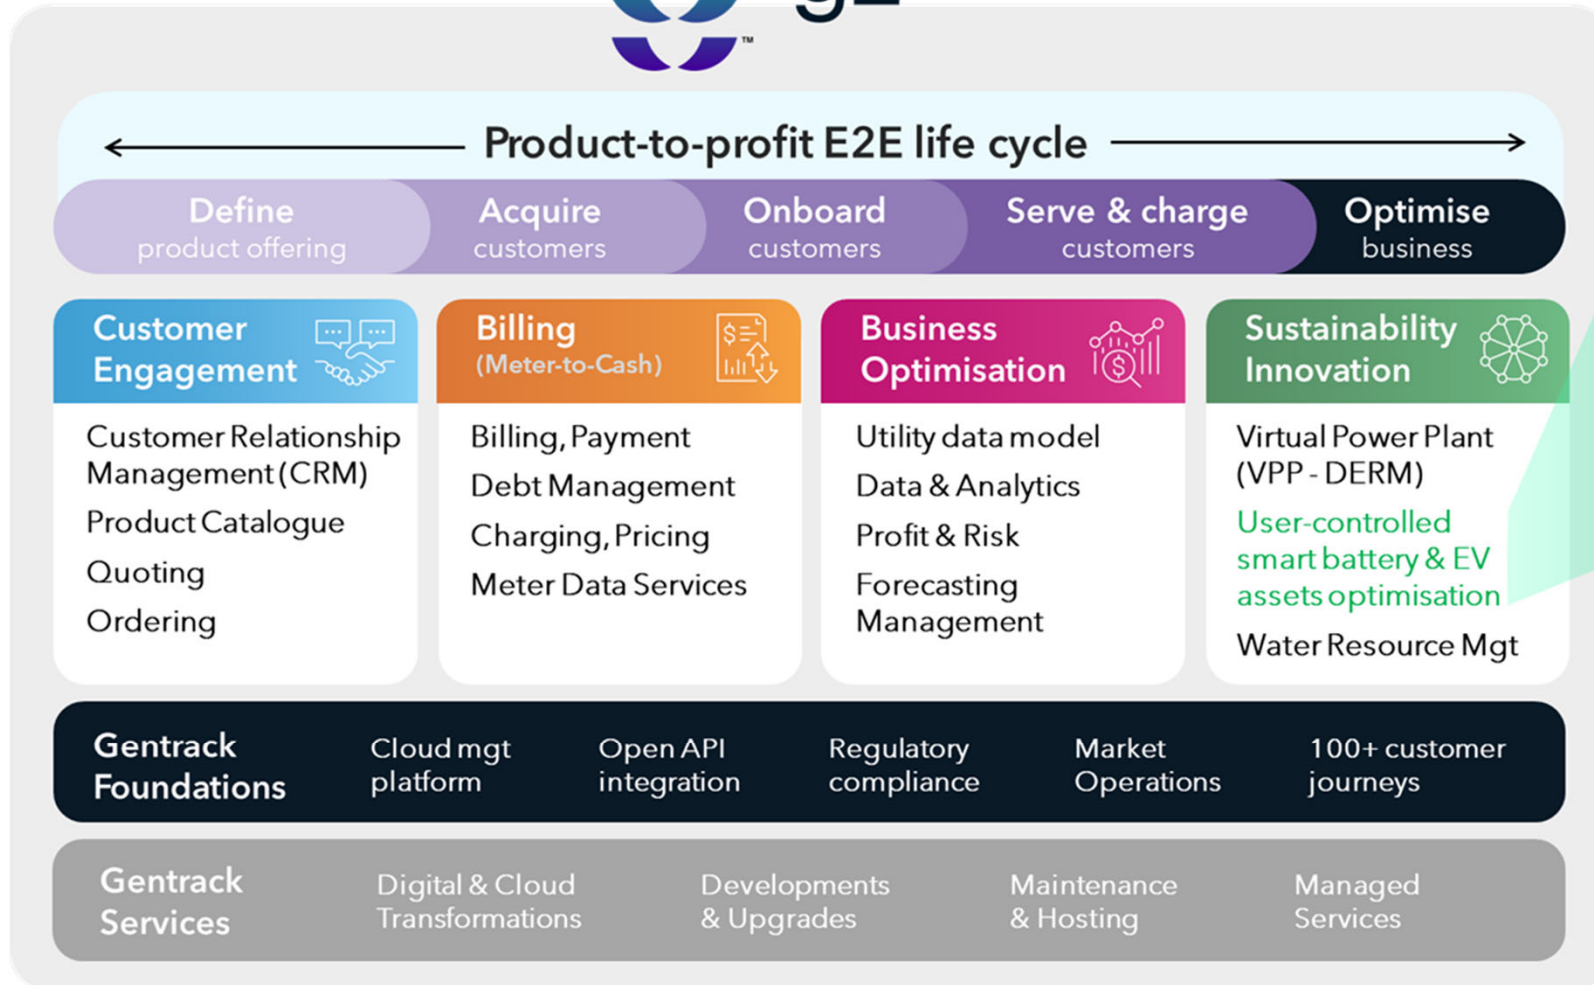 g2
™
Product-to-profit E2E life cycle
Define
product offering
Acquire
customers
Onboard
customers
Serve & charge
customers
Optimise
business
Customer
Engagement
Customer Relationship
Management (CRM)
Product Catalogue
Quoting
Ordering
Billing
(Meter-to-Cash)
Billing, Payment
Debt Management
Charging, Pricing
Meter Data Services
Business
Optimisation
Utility data model
Data & Analytics
Profit & Risk
Forecasting
Management
Sustainability
Innovation
Virtual Power Plant
(VPP - DERM)
User-controlled
smart battery & EV
assets optimisation
Water Resource Mgt
Gentrack
Foundations
Cloud mgt
platform
Open API
integration
Regulatory
compliance
Market
Operations
100+ customer
journeys
Gentrack
Services
Digital & Cloud
Transformations
Developments
& Upgrades
Maintenance
& Hosting
Managed
Services